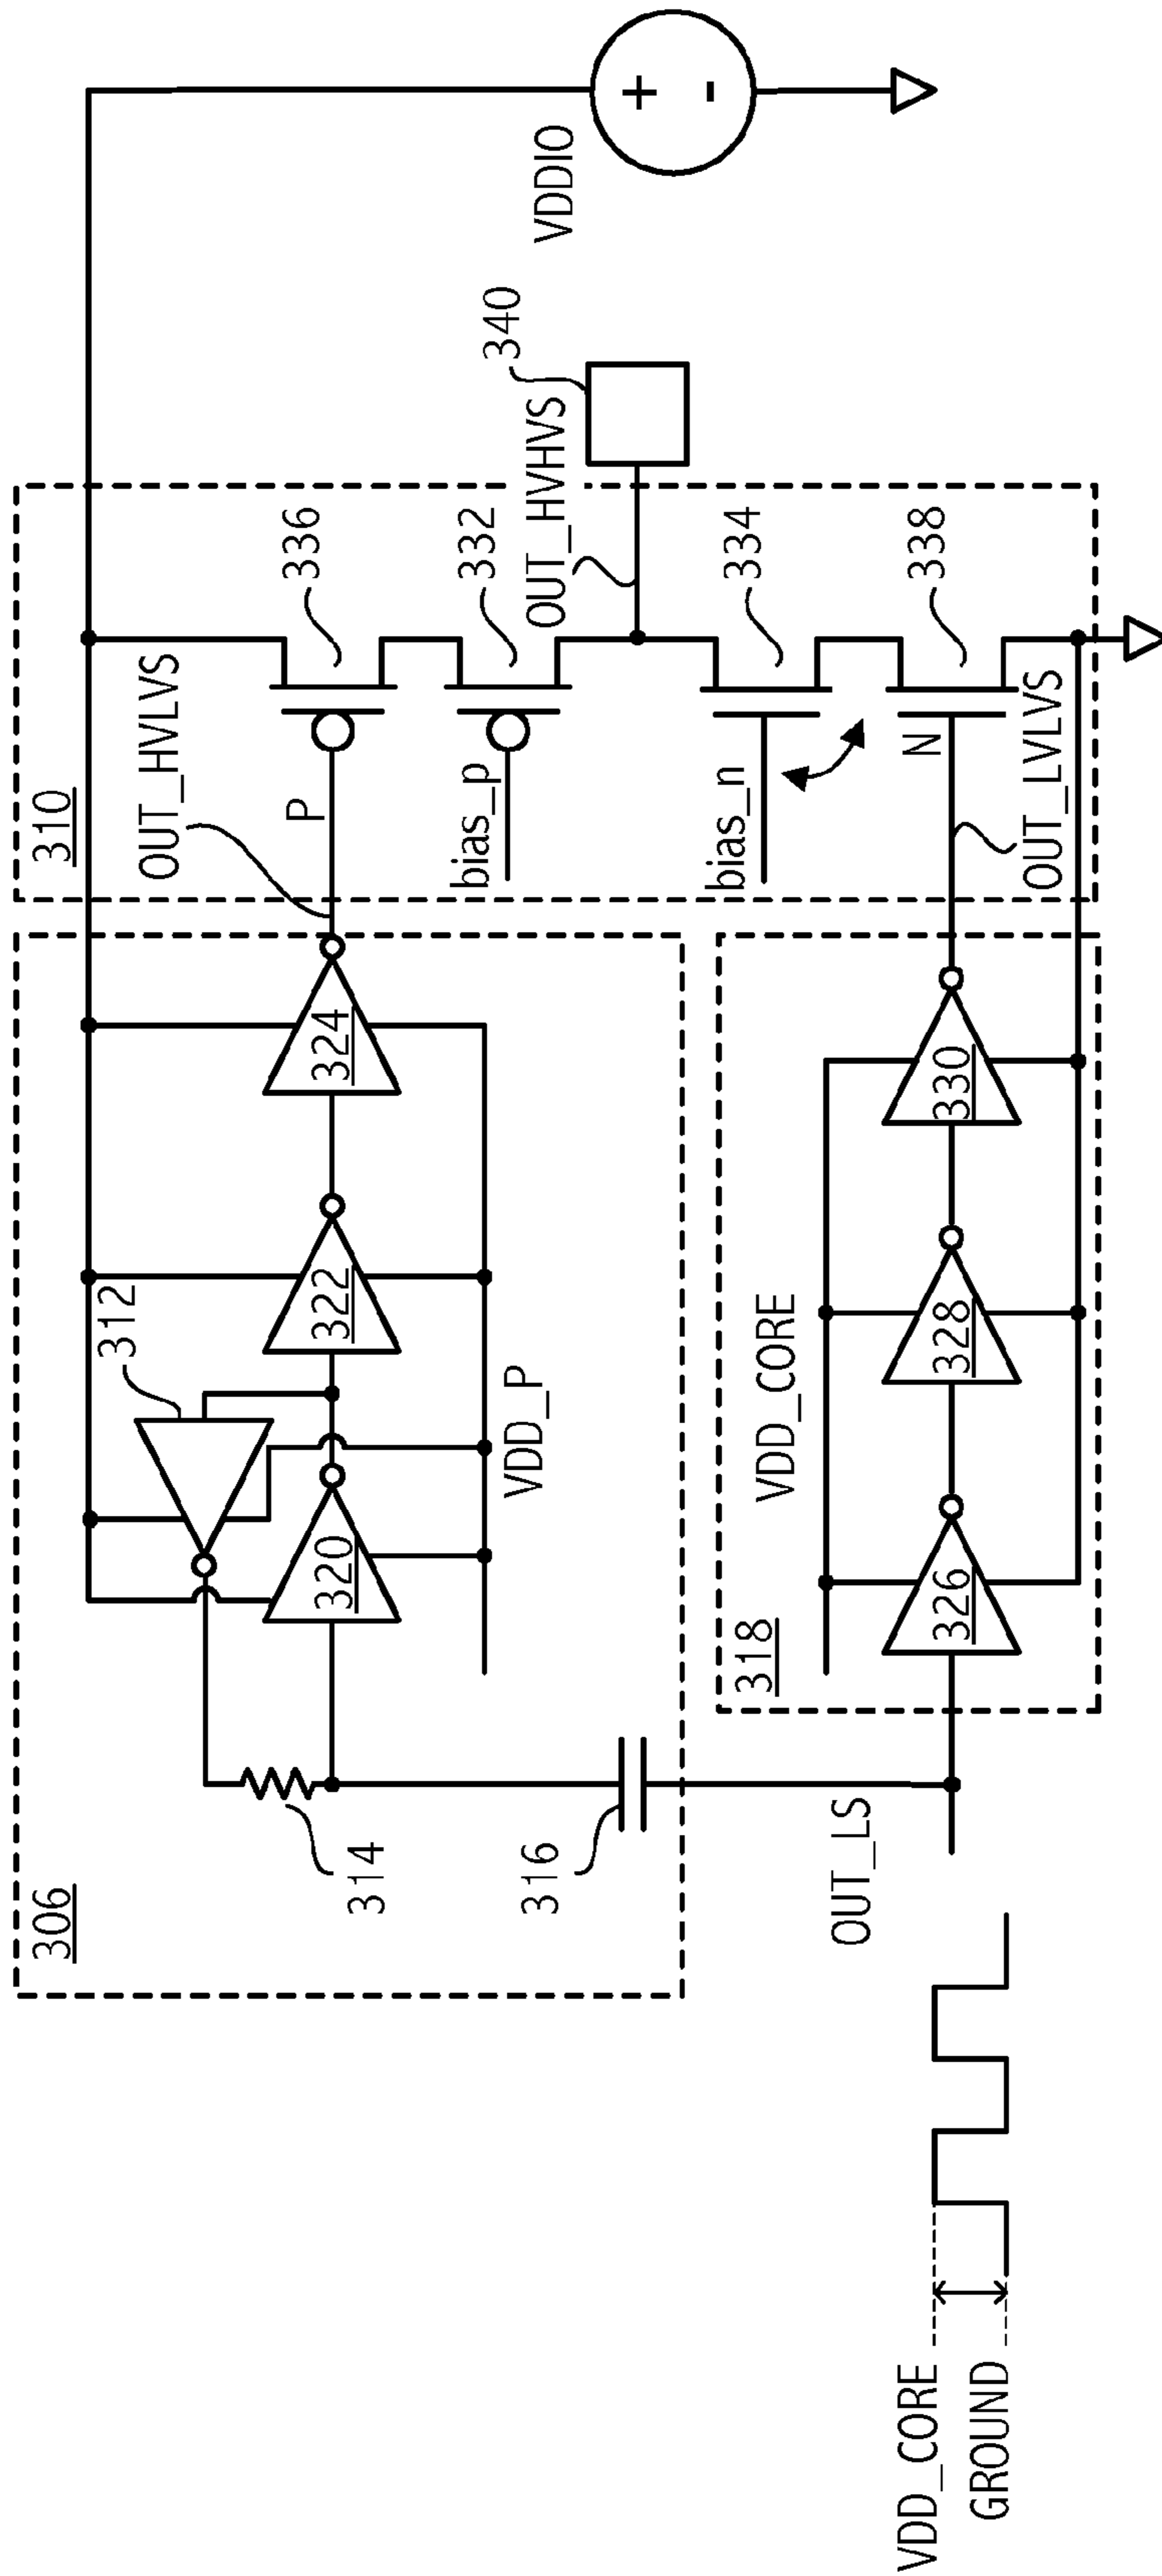 306
310
318
312
314
316
320
322
324
VDD_P
OUT_HVLVS
P
336
bias_p
332
OUT_HVHVS
340
VDDIO
+
-
bias_n
334
N
338
OUT_LVLVS
VDD_CORE
326
328
330
OUT_LS
VDD_CORE
GROUND